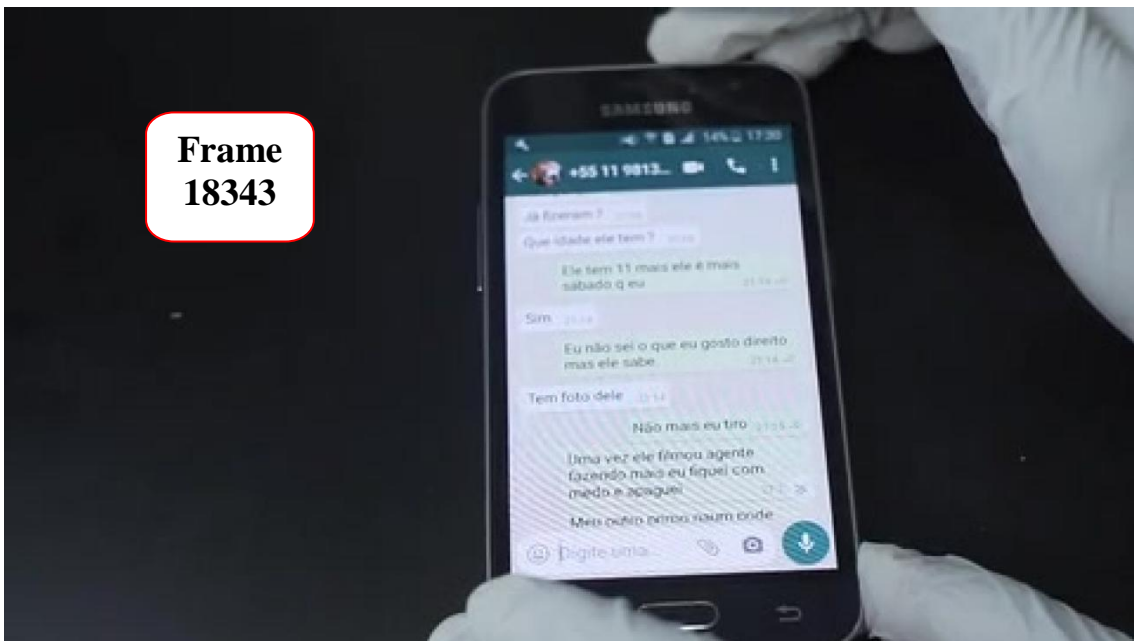 Frame
18343
SAMSUNG
14% 17:30
+55 11 9813...
Já fizeram ?
Que idade ele tem ?
Ele tem 11 mais ele é mais
sabado q eu
Sim
Eu não sei o que eu gosto direito
mas ele sabe
Tem foto dele
Não mais eu tiro
Uma vez ele filmou agente
fazendo mais eu fiquei com
medo e apaguei
Meu outro primo naum pode
Digite uma...